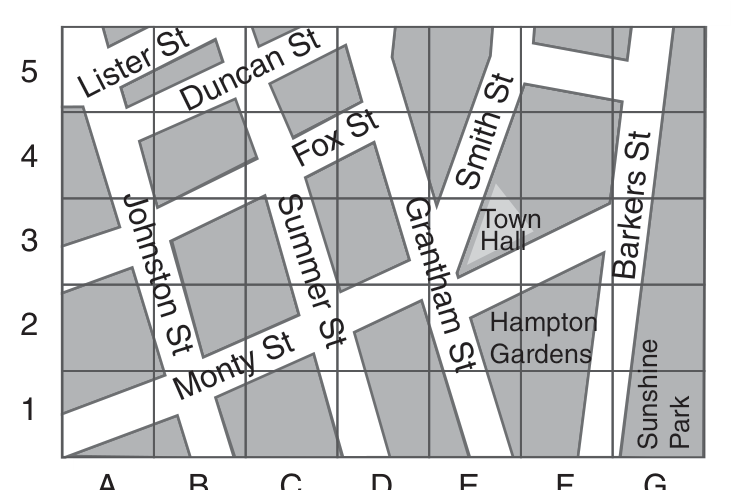 5
4
3
2
1
Lister St
Duncan St
Fox St
Smith St
Barkers St
Johnston St
Summer St
Grantham St
Town
Hall
Monty St
Hampton
Gardens
Sunshine
Park
A B C D E F G